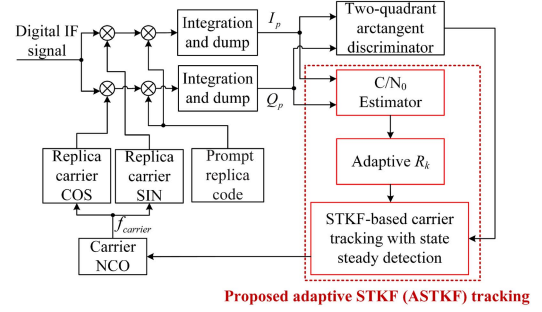 Digital IF
signal
Integration
and dump
I_p
Two-quadrant
arctangent
discriminator
Integration
and dump
Q_p
C/N₀
Estimator
Replica
carrier
COS
Replica
carrier
SIN
Prompt
replica
code
Adaptive R_k
STKF-based carrier
tracking with state
steady detection
f_carrier
Carrier
NCO
Proposed adaptive STKF (ASTKF) tracking